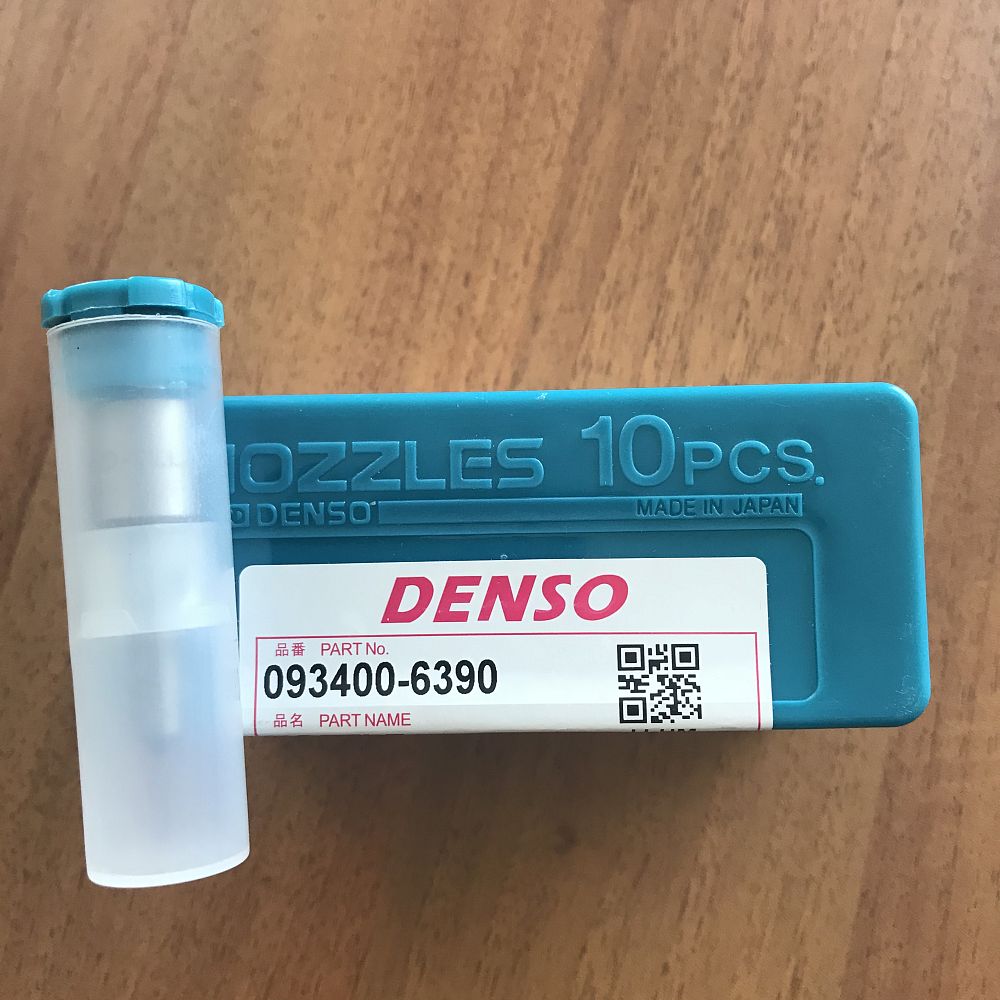 NOZZLES 10PCS.
DENSO MADE IN JAPAN
DENSO
品番 PART No.
093400-6390
品名 PART NAME